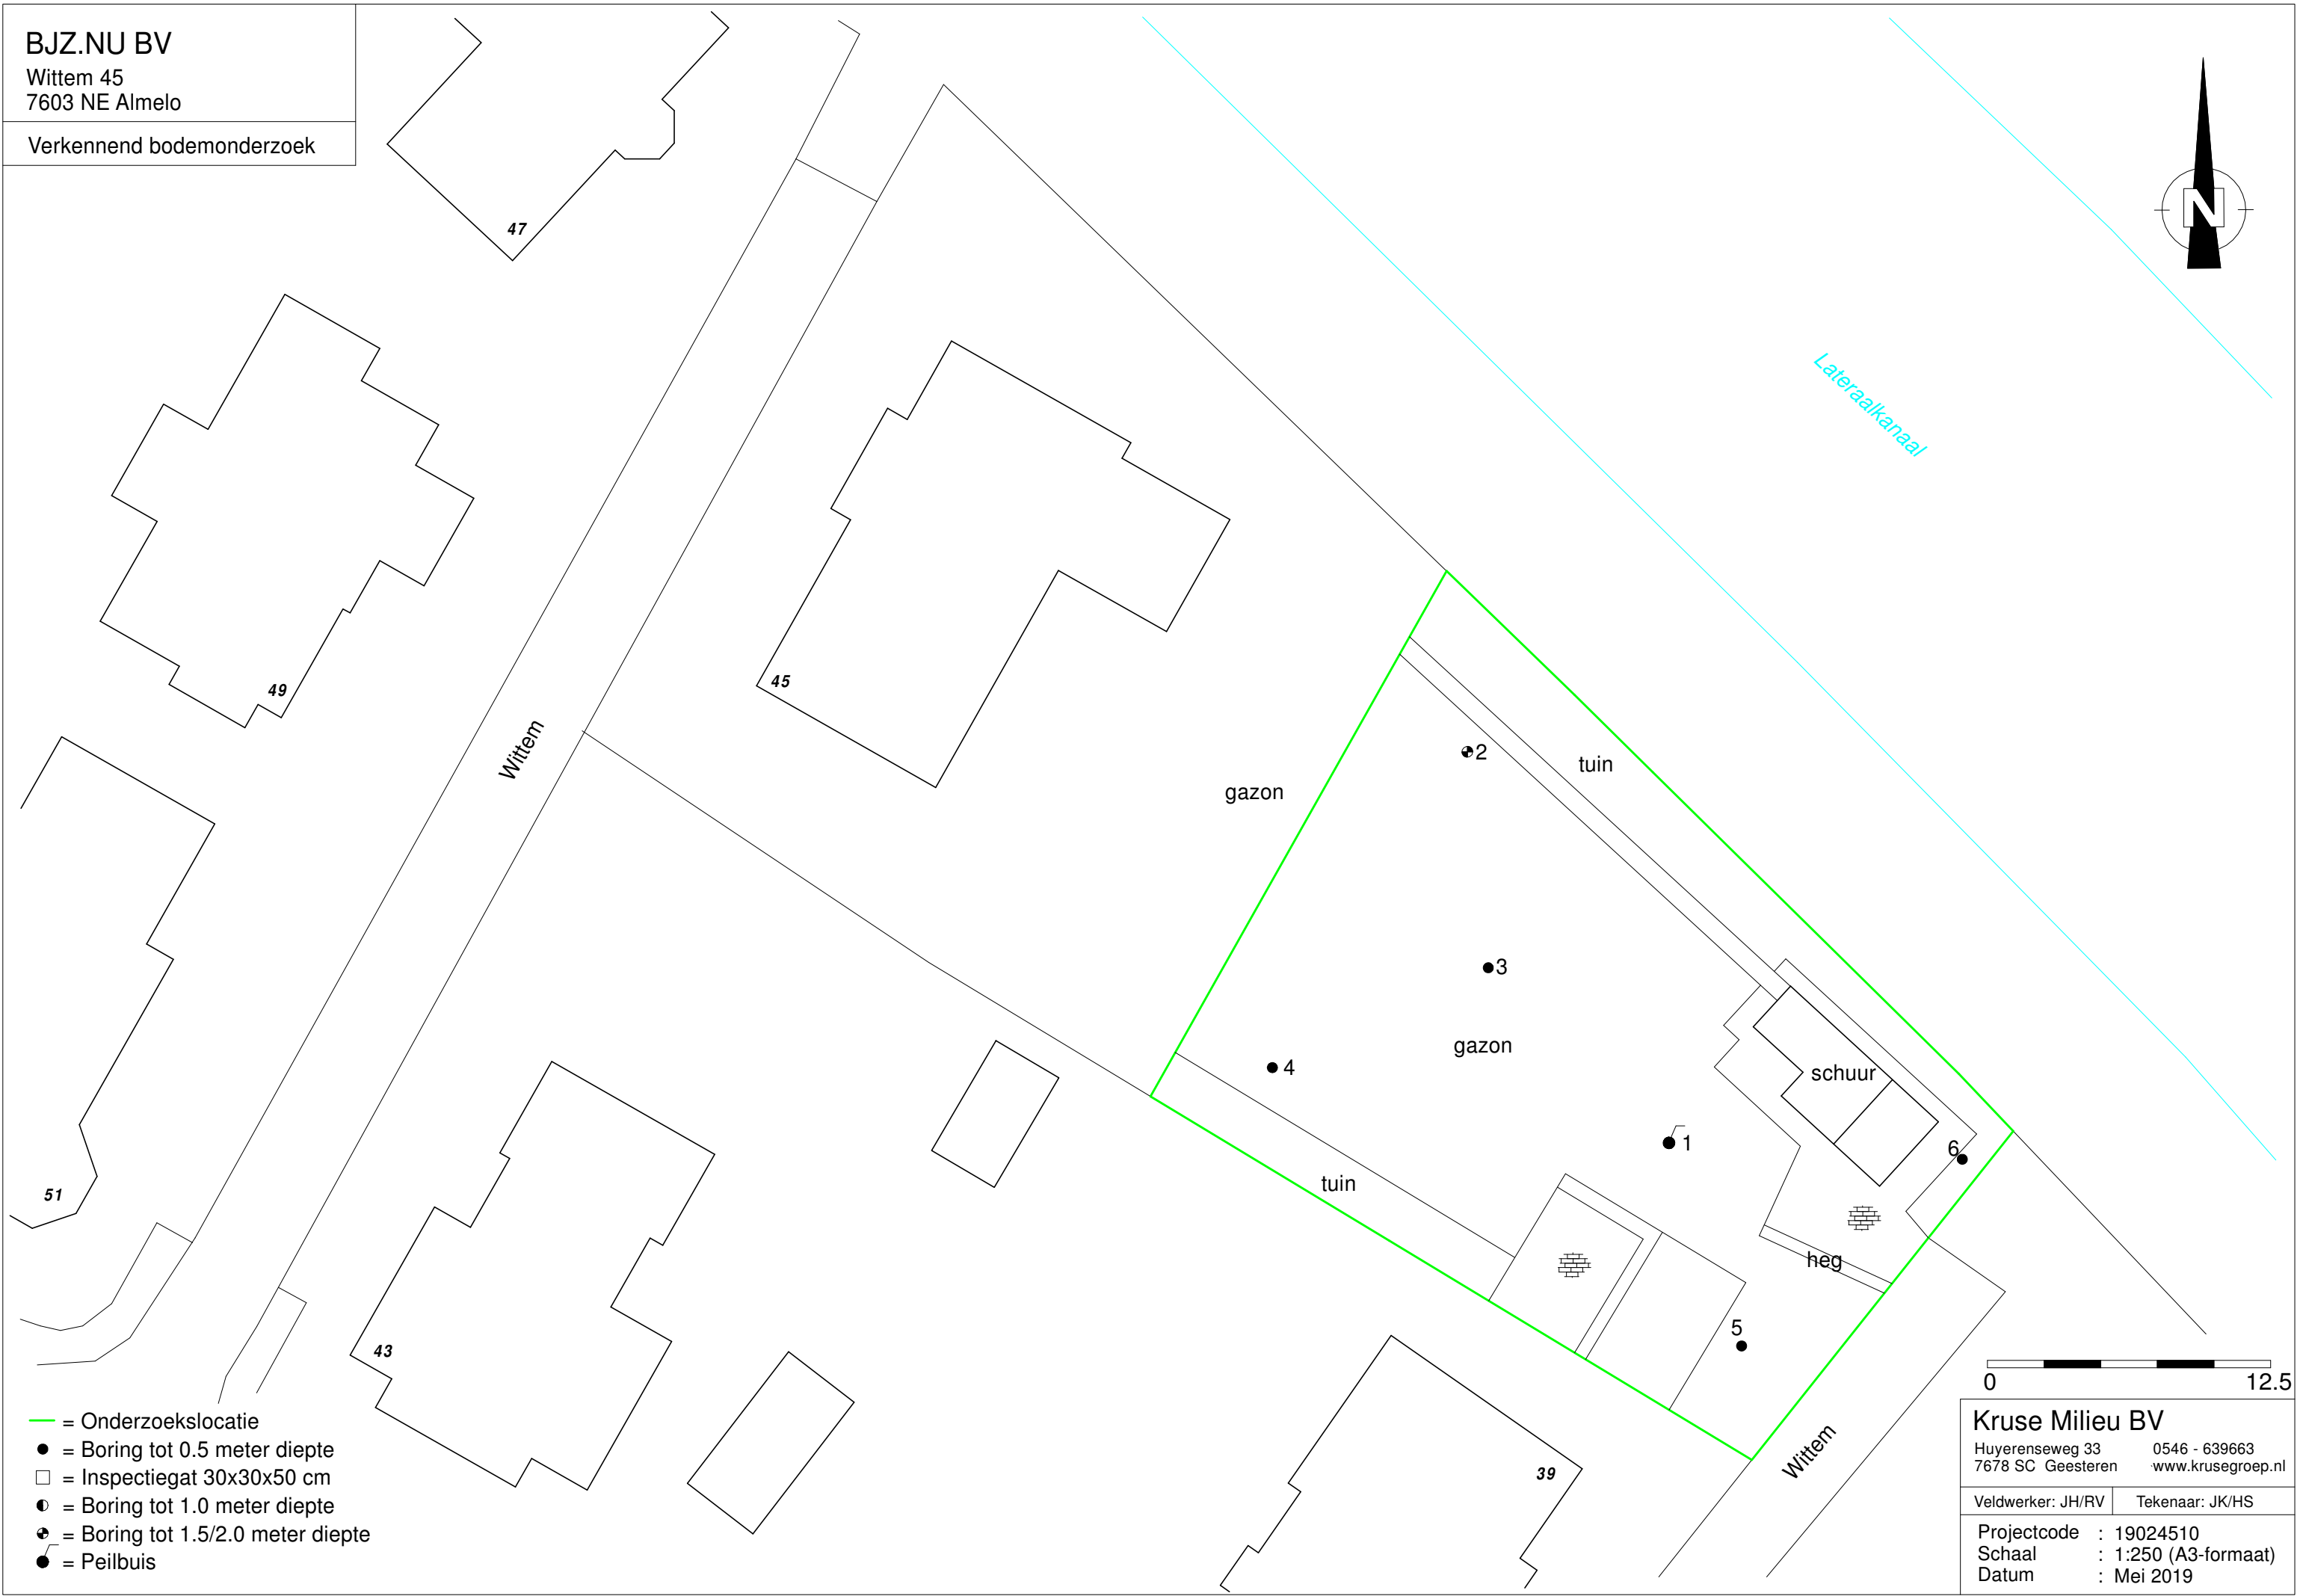 BJZ.NU BV
Wittem 45
7603 NE Almelo
Verkennend bodemonderzoek
47
N
Lateraalkanaal
49
45
Wittem
2
tuin
gazon
3
gazon
4
schuur
1
6
tuin
51
heg
5
43
39
Wittem
0 12.5
= Onderzoekslocatie
= Boring tot 0.5 meter diepte
= Inspectiegat 30x30x50 cm
= Boring tot 1.0 meter diepte
= Boring tot 1.5/2.0 meter diepte
= Peilbuis
Kruse Milieu BV
Huyerenseweg 33 0546 - 639663
7678 SC Geesteren www.krusegroep.nl
Veldwerker: JH/RV Tekenaar: JK/HS
Projectcode : 19024510
Schaal : 1:250 (A3-formaat)
Datum : Mei 2019